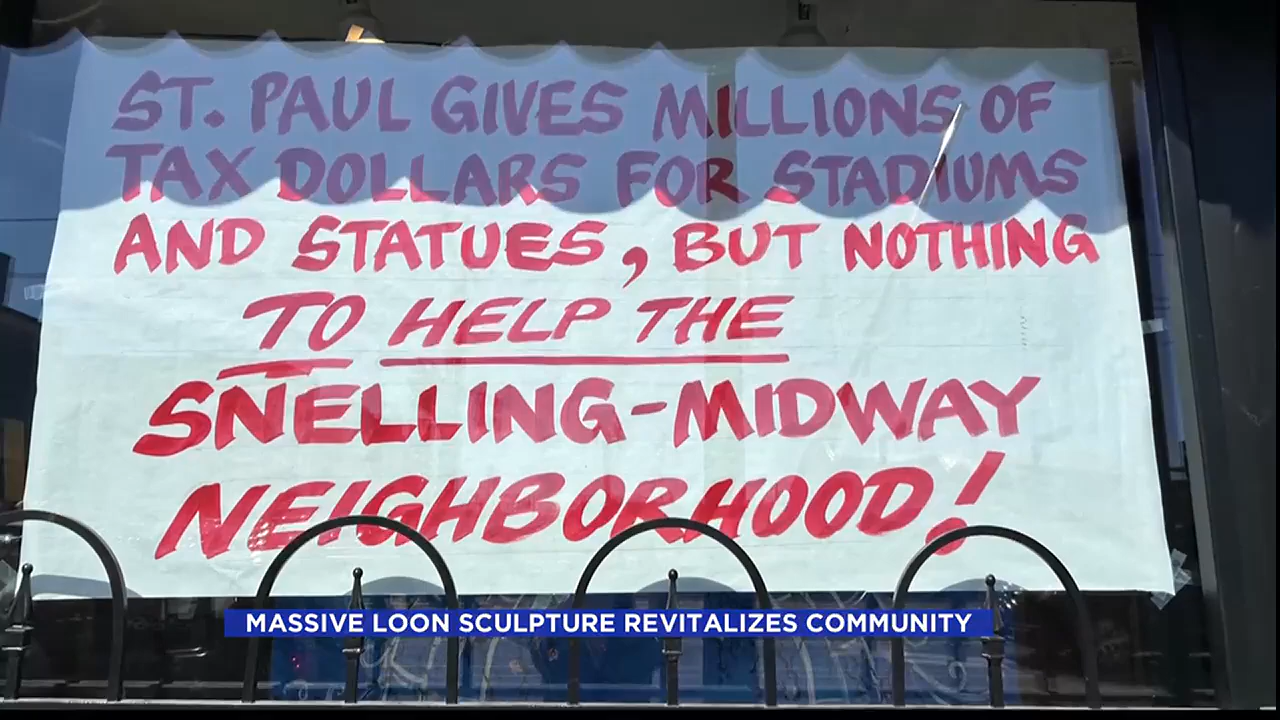 ST. PAUL GIVES MILLIONS OF
TAX DOLLARS FOR STADIUMS
AND STATUES, BUT NOTHING
TO HELP THE
SNELLING-MIDWAY
NEIGHBORHOOD!
MASSIVE LOON SCULPTURE REVITALIZES COMMUNITY